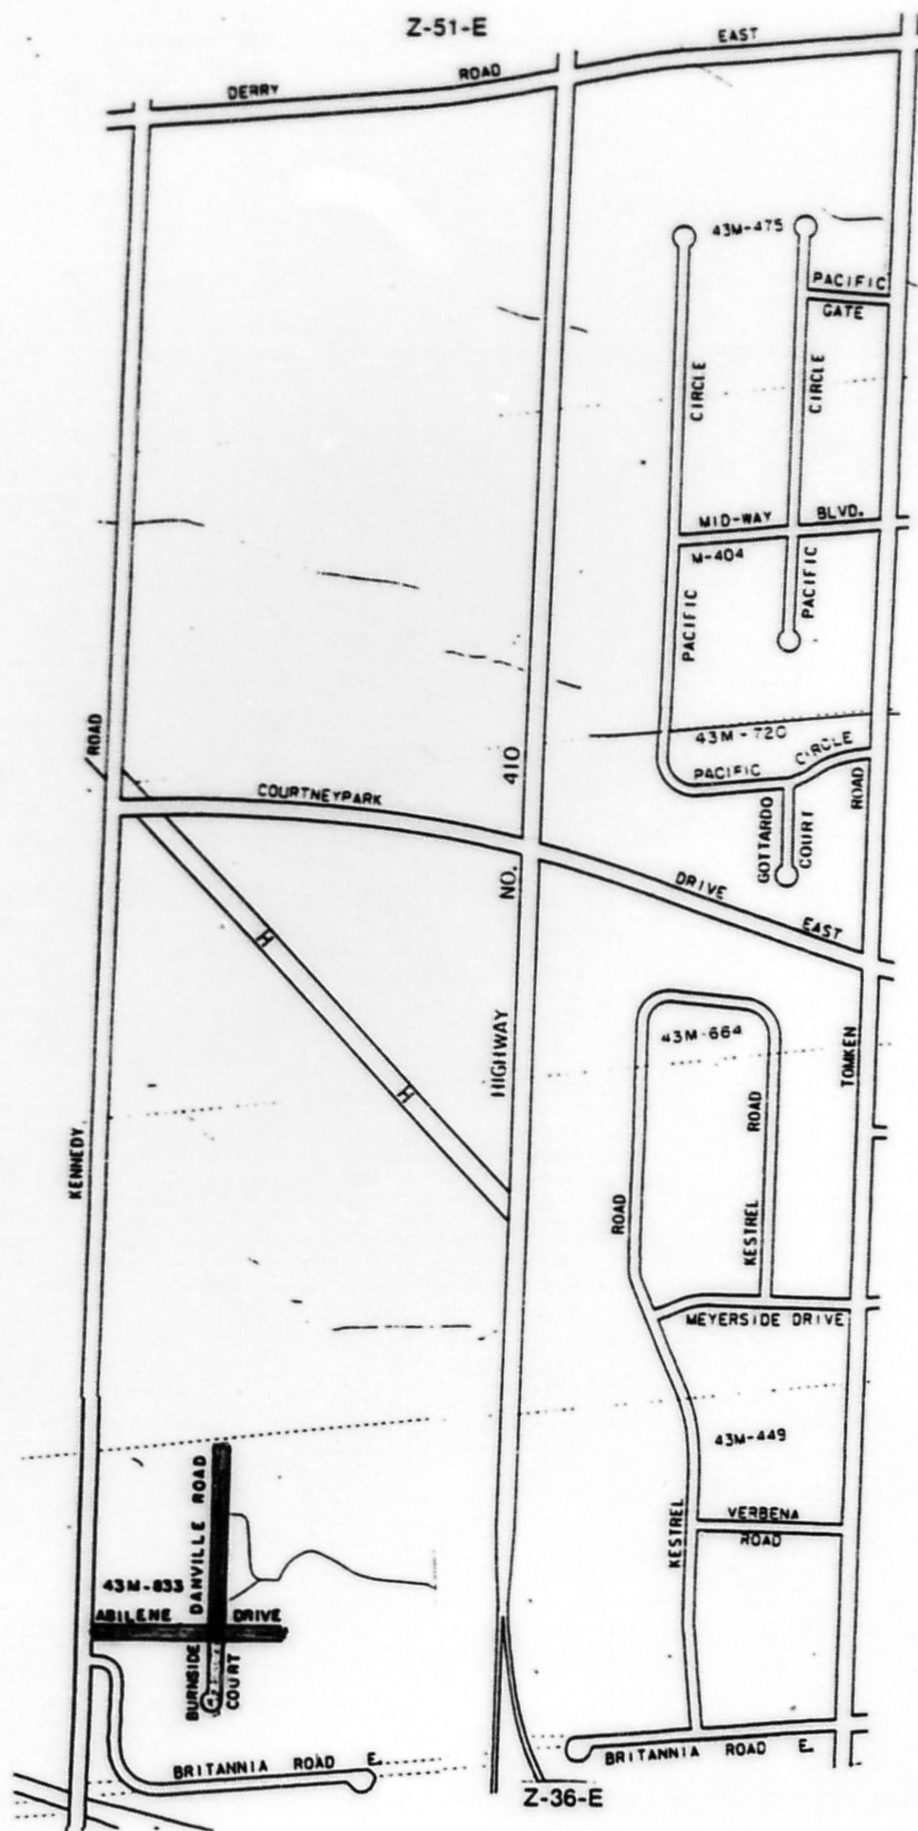 Z-51-E
DERRY ROAD EAST
43M-475
PACIFIC
GATE
CIRCLE
CIRCLE
MID-WAY BLVD.
M-404
PACIFIC
PACIFIC
ROAD
43M-720
PACIFIC CIRCLE
410
COURTNEYPARK
ROAD
GOTTARDO
COURT
NO.
DRIVE
EAST
H
43M-664
HIGHWAY
TOMKEN
H
ROAD
KENNEDY
ROAD
KESTREL
MEYERSIDE DRIVE
43M-449
DANVILLE ROAD
KESTREL
VERBENA
ROAD
43M-833
ABILENE DRIVE
BURNSIDE
COURT
BRITANNIA ROAD E.
BRITANNIA ROAD E.
Z-36-E